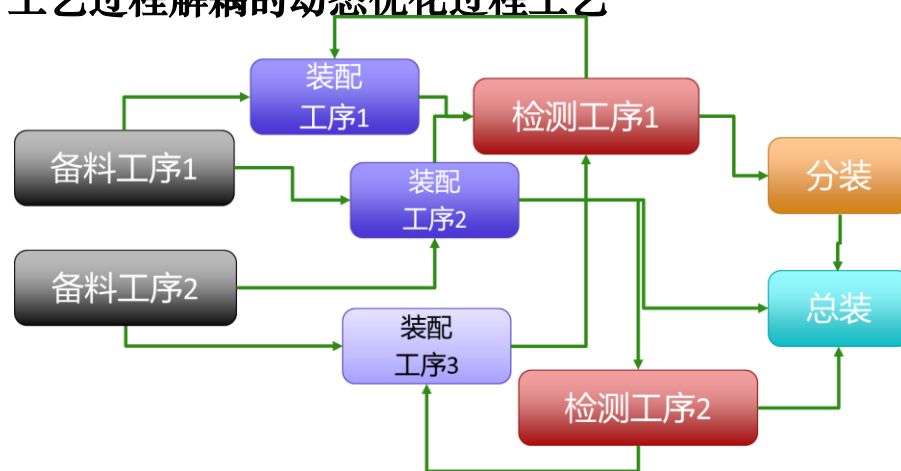 工艺过程解耦的动态优化过程工艺
装配
工序1
检测工序1
备料工序1
装配
工序2
分装
备料工序2
装配
工序3
总装
检测工序2